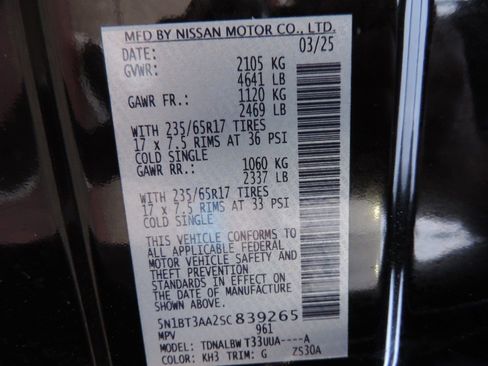 MFD BY NISSAN MOTOR CO., LTD.
DATE: 03/25
GVWR: 2105 KG
4641 LB
GAWR FR.: 1120 KG
2469 LB
WITH 235/65R17 TIRES
17 x 7.5 RIMS AT 36 PSI
COLD SINGLE
GAWR RR.: 1060 KG
2337 LB
WITH 235/65R17 TIRES
17 x 7.5 RIMS AT 33 PSI
COLD SINGLE
THIS VEHICLE CONFORMS TO
ALL APPLICABLE FEDERAL
MOTOR VEHICLE SAFETY AND
THEFT PREVENTION
STANDARDS IN EFFECT ON
THE DATE OF MANUFACTURE
5N1BT3AA2SC839265
MPV 961
TDNALBW T33UUA----A
COLOR: KH3 TRIM: G ZS30A